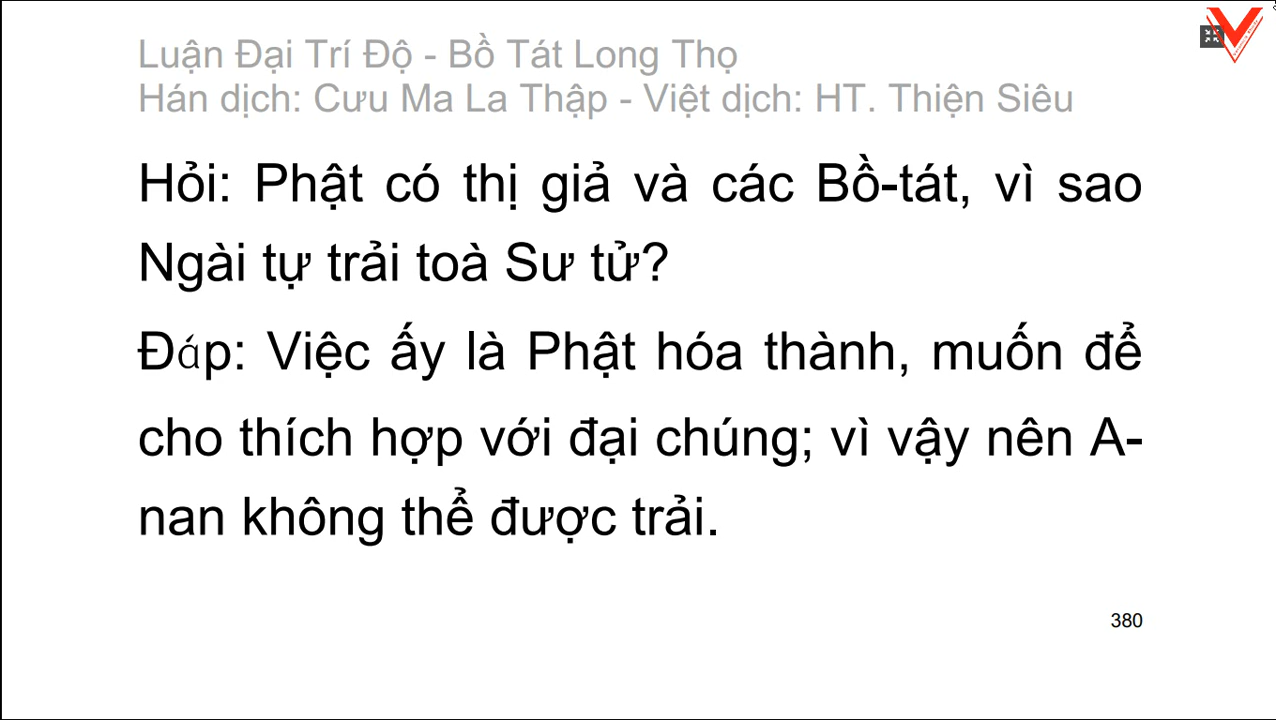 Luận Đại Trí Độ - Bồ Tát Long Thọ
Hán dịch: Cưu Ma La Thập - Việt dịch: HT. Thiện Siêu
Hỏi: Phật có thị giả và các Bồ-tát, vì sao
Ngài tự trải toà Sư tử?
Đáp: Việc ấy là Phật hóa thành, muốn để
cho thích hợp với đại chúng; vì vậy nên A-
nan không thể được trải.
380